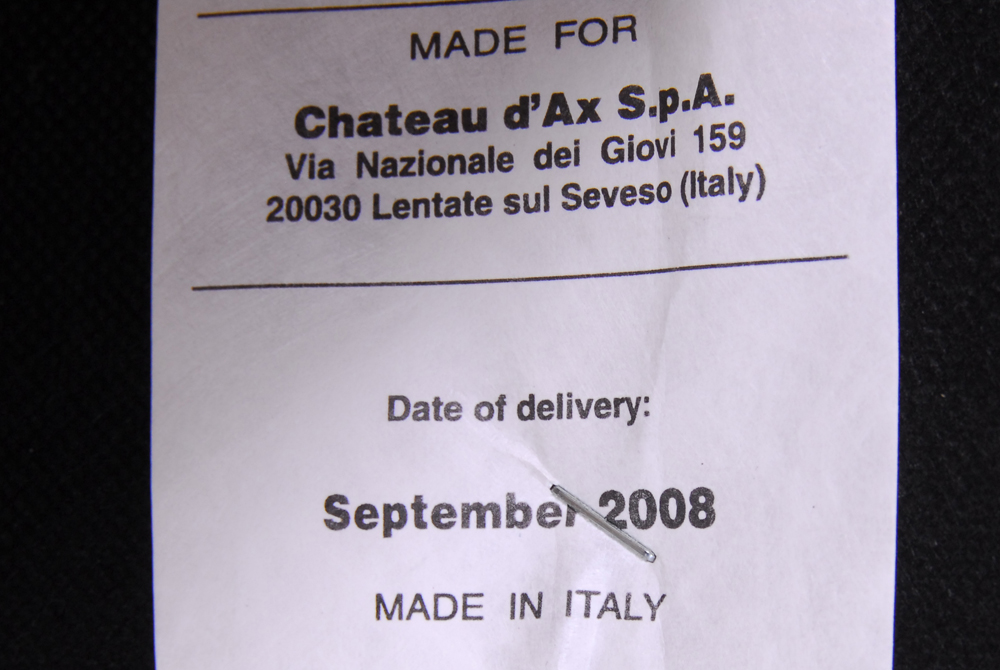 MADE FOR
Chateau d'Ax S.p.A.
Via Nazionale dei Giovi 159
20030 Lentate sul Seveso (Italy)
Date of delivery:
September 2008
MADE IN ITALY